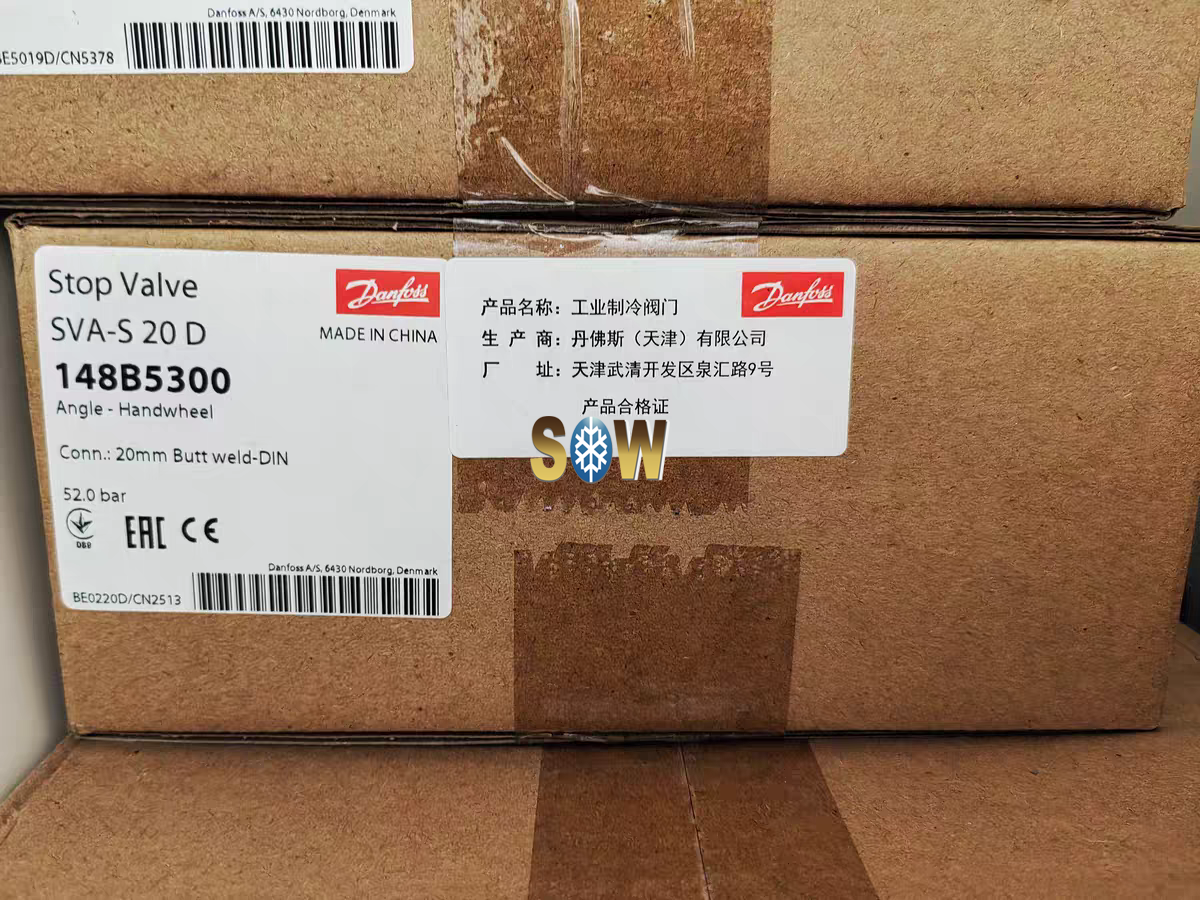 Danfoss A/S, 6430 Nordborg, Denmark
BE5019D/CN5378
Stop Valve
Danfoss
SVA-S 20 D
MADE IN CHINA
148B5300
Angle - Handwheel
Conn.: 20mm Butt weld-DIN
52.0 bar
DBP
EAC CE
Danfoss A/S, 6430 Nordborg, Denmark
BE0220D/CN2513
Danfoss
产品名称：工业制冷阀门
生 产 商：丹佛斯（天津）有限公司
厂 址：天津武清开发区泉汇路9号
产品合格证
SOW